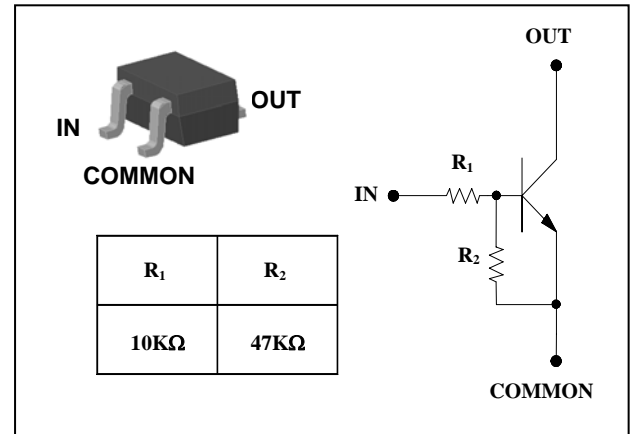 OUT
IN
COMMON
OUT
R₁
IN
R₂
COMMON
R₁ R₂
10KΩ 47KΩ